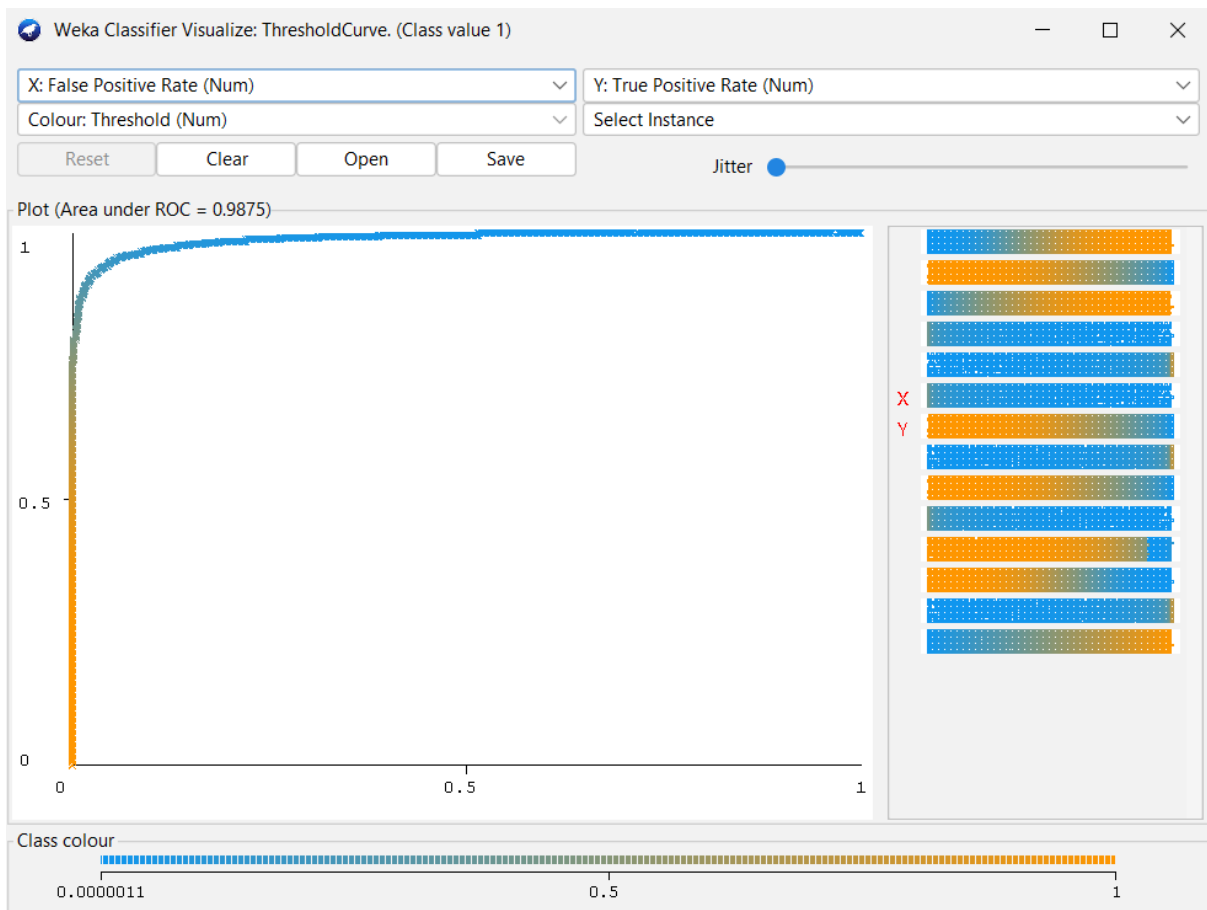 Weka Classifier Visualize: ThresholdCurve. (Class value 1)
X: False Positive Rate (Num)
Y: True Positive Rate (Num)
Colour: Threshold (Num)
Select Instance
Reset
Clear
Open
Save
Jitter
Plot (Area under ROC = 0.9875)
1
0.5
0
0
0.5
1
X
Y
Class colour
0.0000011
0.5
1